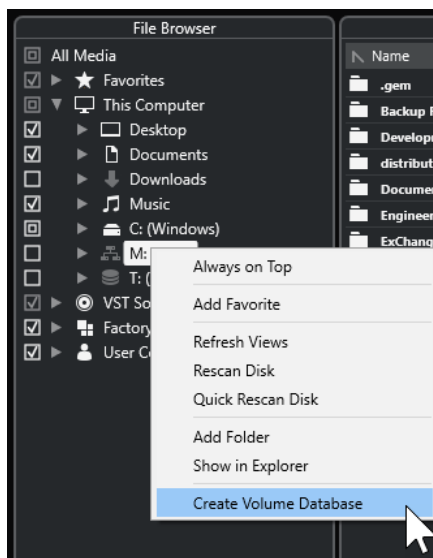 File Browser
All Media
Favorites
This Computer
Desktop
Documents
Downloads
Music
C: (Windows)
M:
T: (
VST So
Factory
User Co
Name
.gem
Backup
Develop
distribut
Docume
Engineer
ExChang
Always on Top
Add Favorite
Refresh Views
Rescan Disk
Quick Rescan Disk
Add Folder
Show in Explorer
Create Volume Database